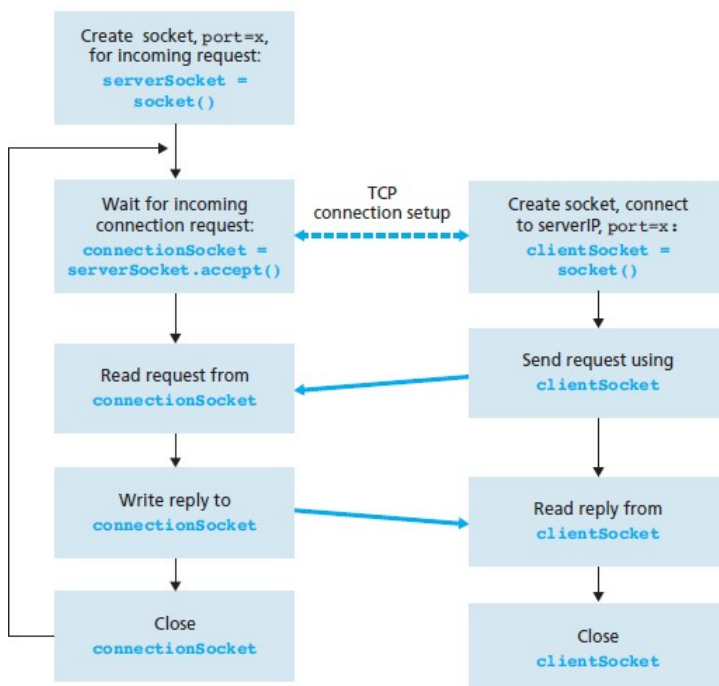 Create socket, port=x,
for incoming request:
serverSocket =
socket()
Wait for incoming
connection request:
connectionSocket =
serverSocket.accept()
TCP
connection setup
Create socket, connect
to serverIP, port=x:
clientSocket =
socket()
Read request from
connectionSocket
Send request using
clientSocket
Write reply to
connectionSocket
Read reply from
clientSocket
Close
connectionSocket
Close
clientSocket